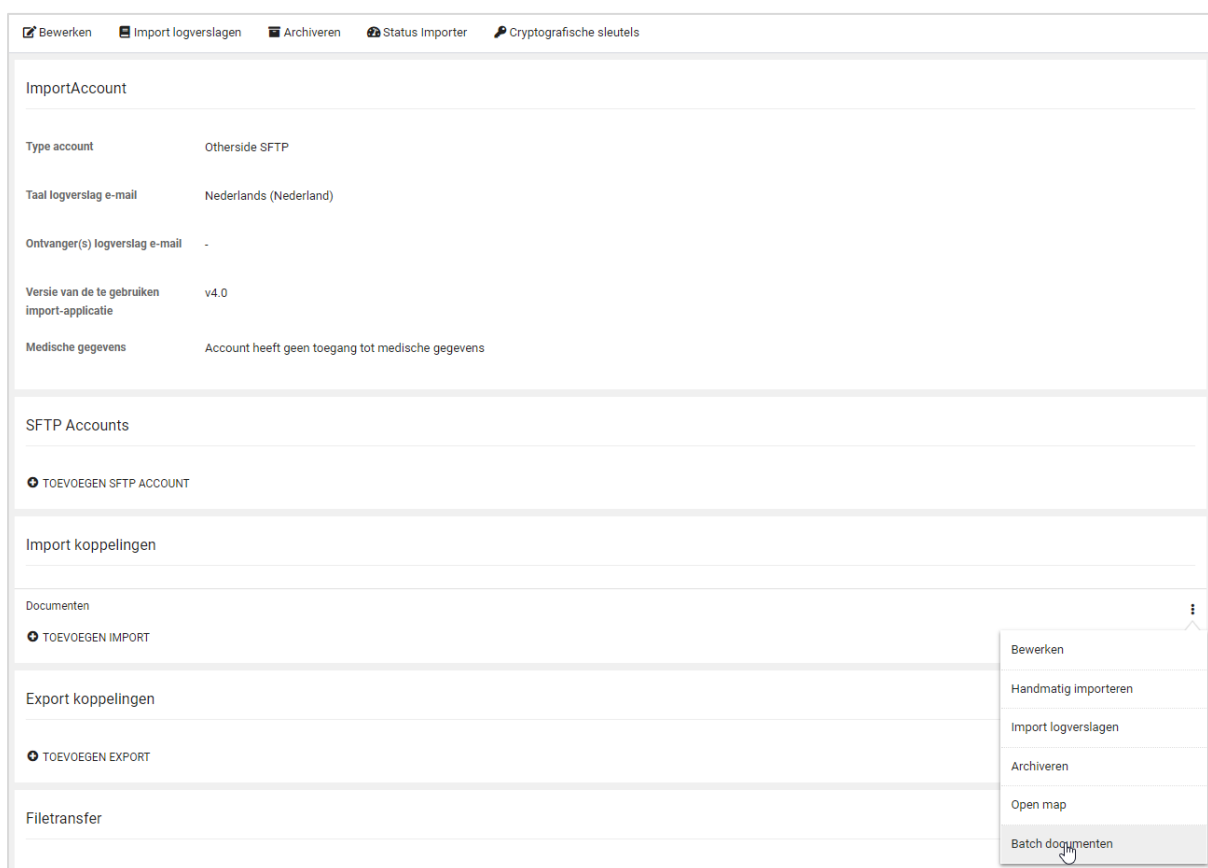 Bewerken Import logverslagen Archiveren Status Importer Cryptografische sleutels
ImportAccount
Type account Otherside SFTP
Taal logverslag e-mail Nederlands (Nederland)
Ontvanger(s) logverslag e-mail -
Versie van de te gebruiken v4.0
import-applicatie
Medische gegevens Account heeft geen toegang tot medische gegevens
SFTP Accounts
TOEVOEGEN SFTP ACCOUNT
Import koppelingen
Documenten
TOEVOEGEN IMPORT
Bewerken
Handmatig importeren
Import logverslagen
Archiveren
Open map
Batch documenten
Export koppelingen
TOEVOEGEN EXPORT
Filetransfer